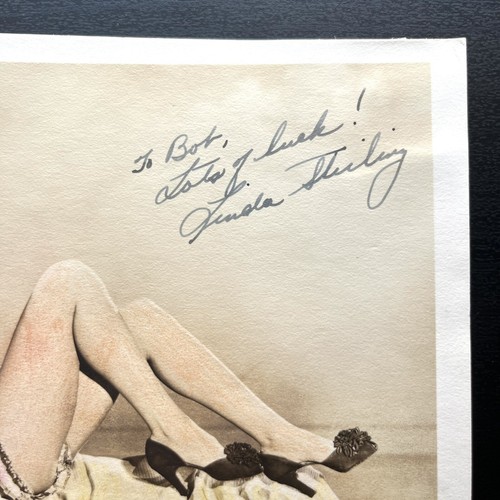 To Bob,
Lots of luck!
Linda Stirling